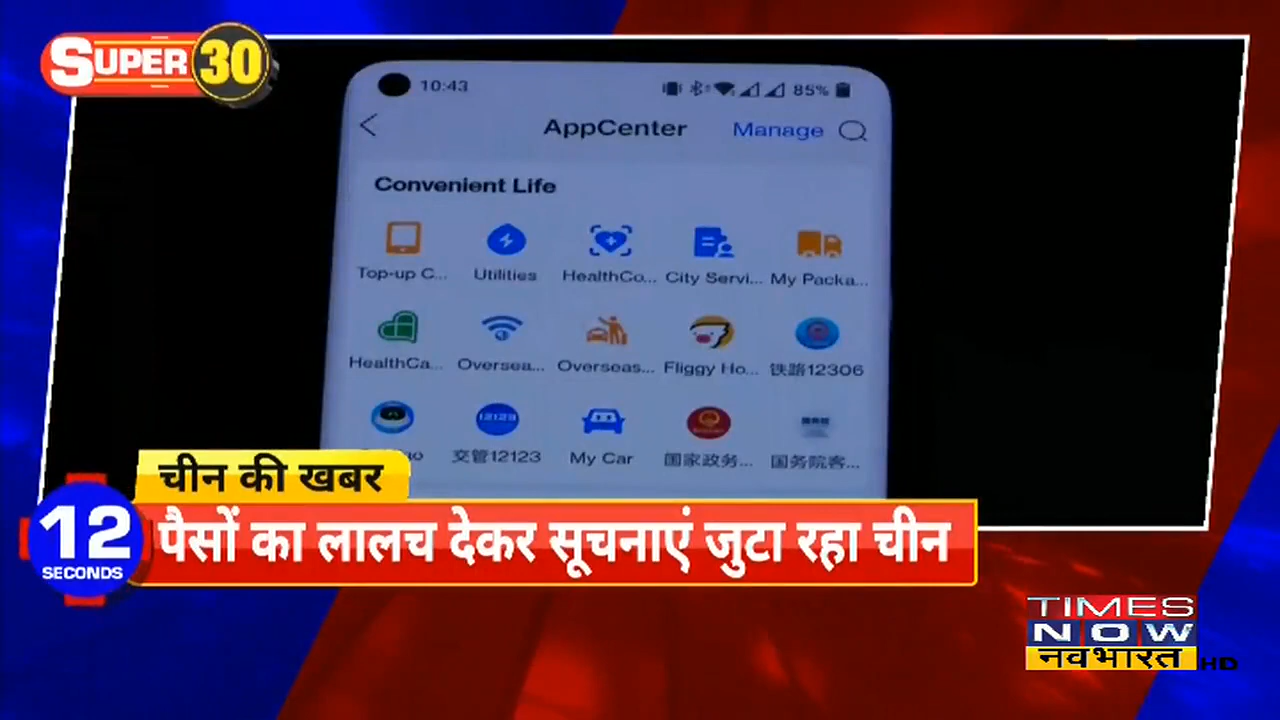 SUPER 30
10:43
85%
AppCenter
Manage
Convenient Life
Top-up C...
Utilities
HealthCo...
City Servi...
My Packa...
HealthCa...
Oversea...
Overseas...
Fliggy Ho...
铁路12306
12123
交管12123
My Car
国家政务...
国务院客...
चीन की खबर
12
SECONDS
पैसों का लालच देकर सूचनाएं जुटा रहा चीन
TIMES
NOW
नवभारत HD